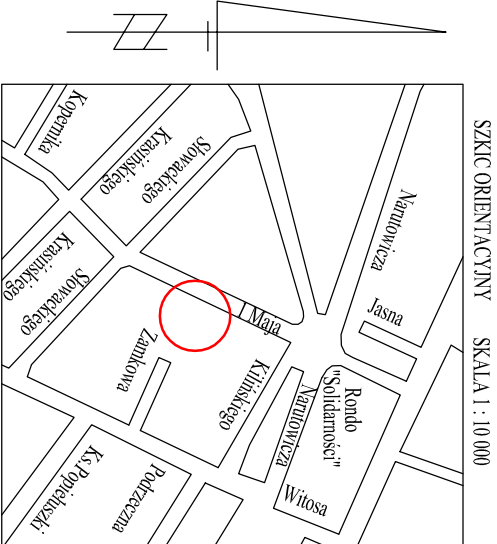 SZKIC ORIENTACYJNY SKALA 1 : 10 000
N
Kopernika
Krasińskiego
Słowackiego
Narutowicza
Krasińskiego
Słowackiego
1 Maja
Jasna
Zamkowa
Kilińskiego
Narutowicza
Rondo
"Solidarności"
Witosa
Ks.Popiełuszki
Podrzeczna